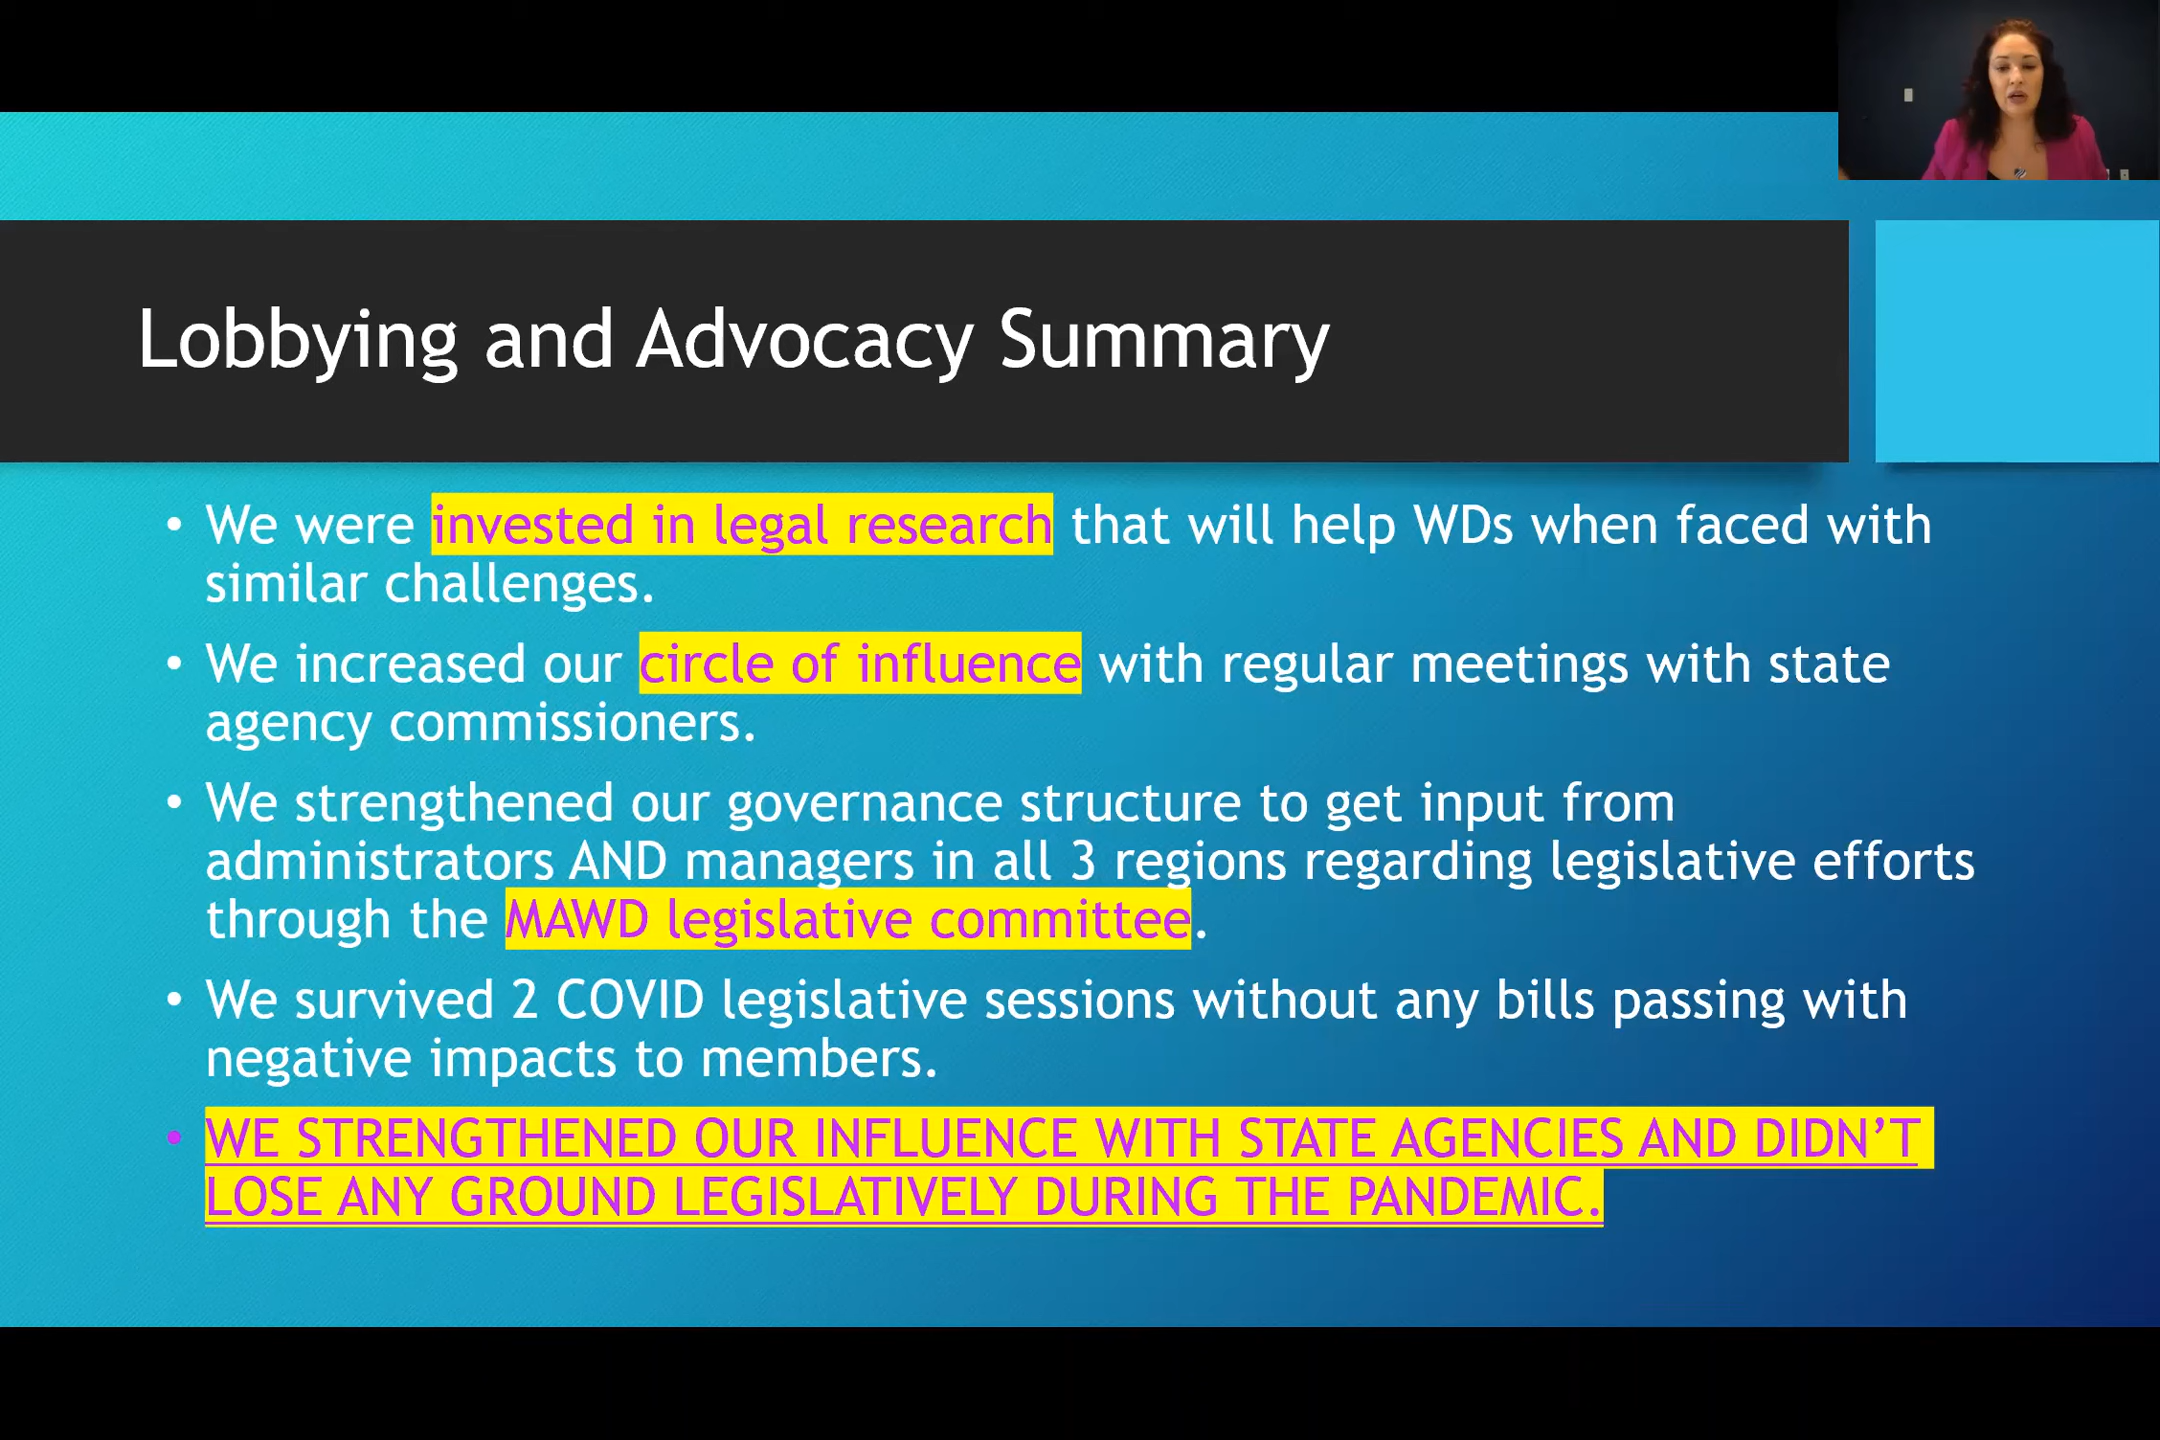 Lobbying and Advocacy Summary
• We were invested in legal research that will help WDs when faced with
similar challenges.
• We increased our circle of influence with regular meetings with state
agency commissioners.
• We strengthened our governance structure to get input from
administrators AND managers in all 3 regions regarding legislative efforts
through the MAWD legislative committee.
• We survived 2 COVID legislative sessions without any bills passing with
negative impacts to members.
• WE STRENGTHENED OUR INFLUENCE WITH STATE AGENCIES AND DIDN’T
LOSE ANY GROUND LEGISLATIVELY DURING THE PANDEMIC.